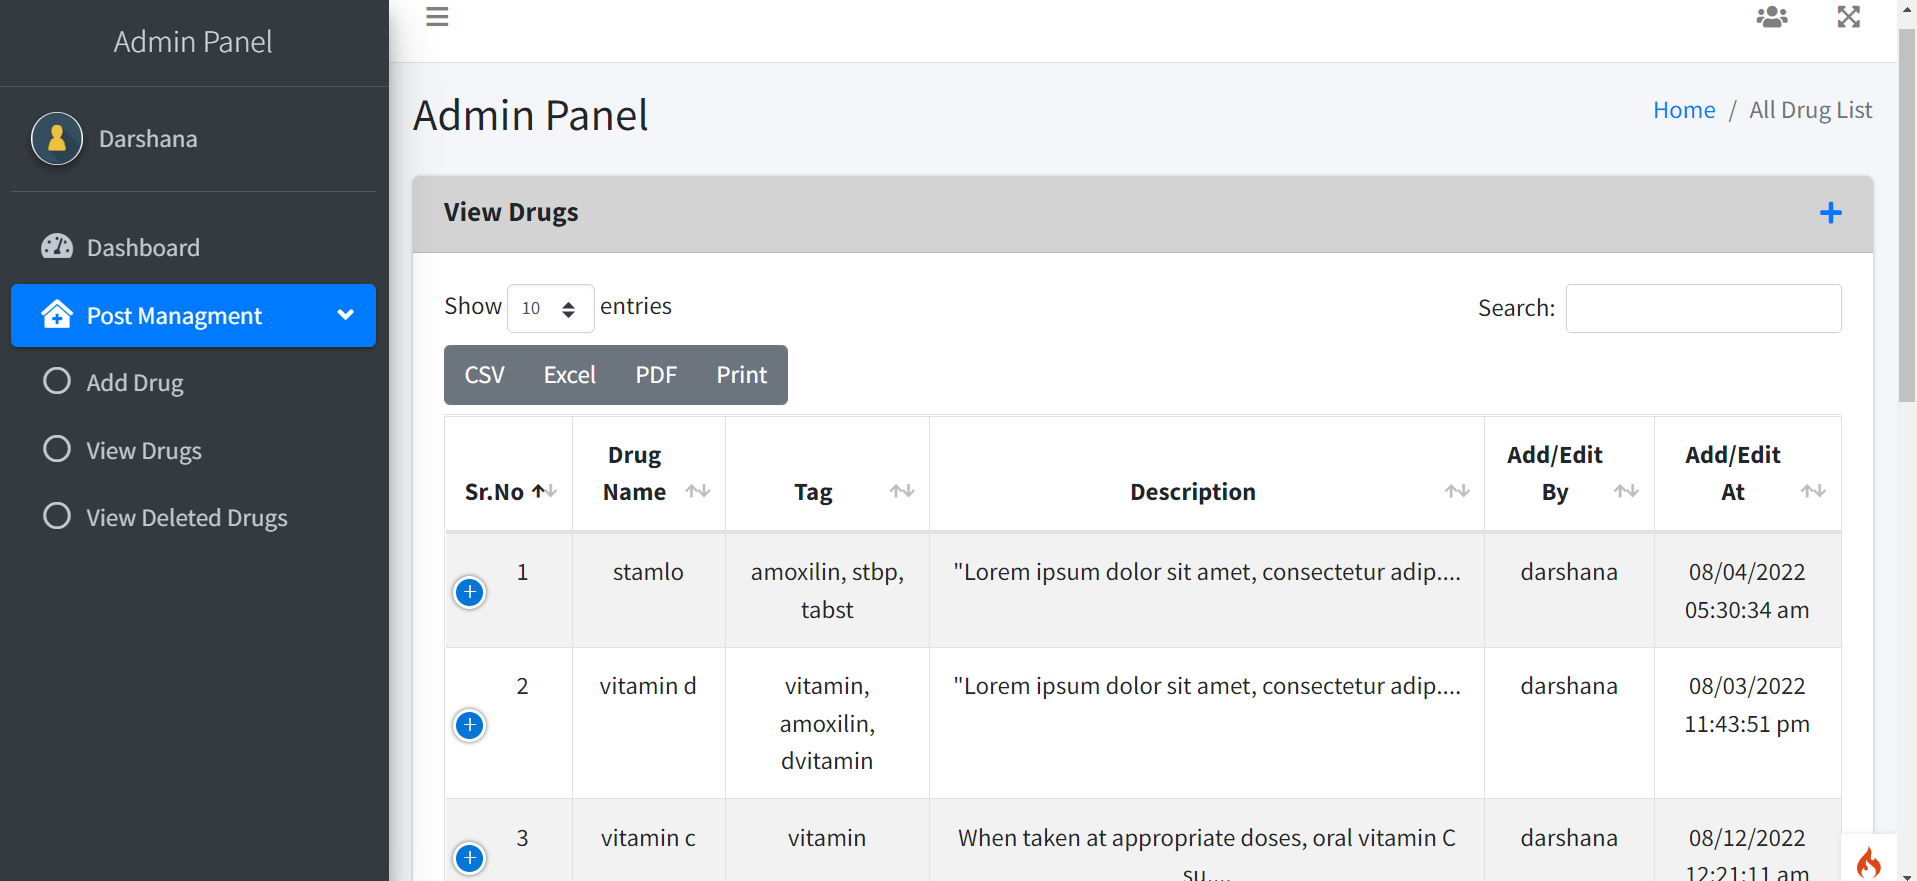 Admin Panel
Darshana
Dashboard
Post Managment
Add Drug
View Drugs
View Deleted Drugs
Admin Panel
Home / All Drug List
View Drugs
Show 10 entries
Search:
CSV Excel PDF Print
Sr.No Drug Name Tag Description Add/Edit By Add/Edit At
1 stamlo amoxilin, stbp, "Lorem ipsum dolor sit amet, consectetur adip.... darshana 08/04/2022
tabst 05:30:34 am
2 vitamin d vitamin, "Lorem ipsum dolor sit amet, consectetur adip.... darshana 08/03/2022
amoxilin, 11:43:51 pm
dvitamin
3 vitamin c vitamin When taken at appropriate doses, oral vitamin C darshana 08/12/2022
su.... 12:21:11 am